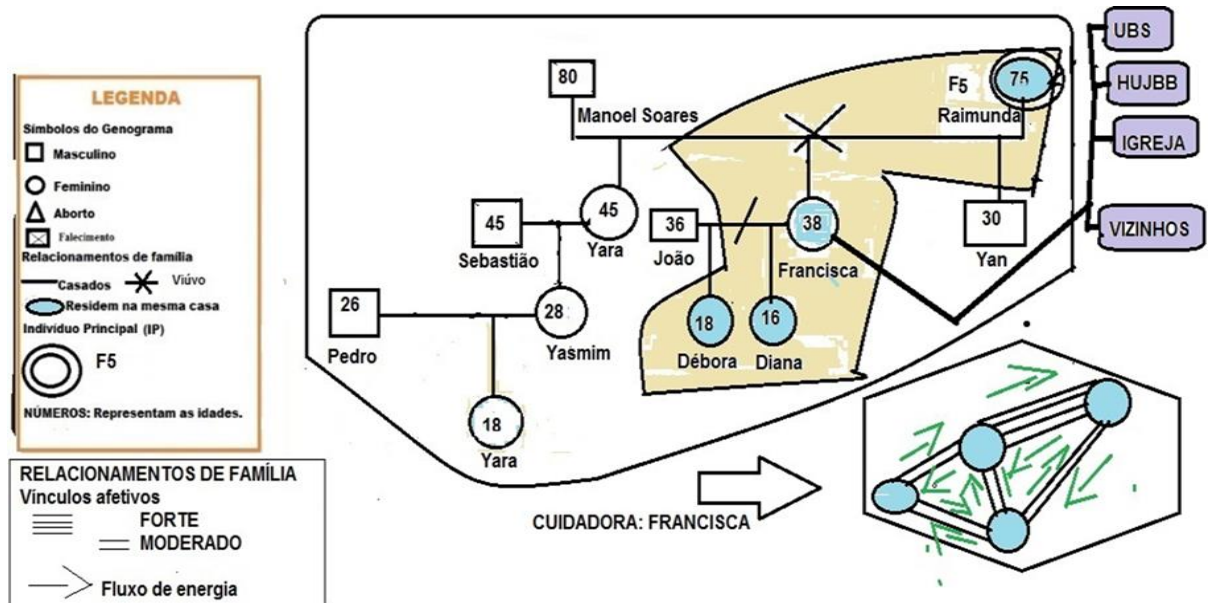 LEGENDA
Símbolos do Genograma
Masculino
Feminino
Aborto
Falecimento
Relacionamentos de família
Casados
Viúvo
Residem na mesma casa
Indivíduo Principal (IP)
F5
NÚMEROS: Representam as idades.
RELACIONAMENTOS DE FAMÍLIA
Vínculos afetivos
FORTE
MODERADO
Fluxo de energia
80
Manoel Soares
F5
75
Raimunda
45
Sebastião
45
Yara
36
João
38
Francisca
30
Yan
26
Pedro
28
Yasmim
18
Débora
16
Diana
18
Yara
UBS
HUJBB
IGREJA
VIZINHOS
CUIDADORA: FRANCISCA